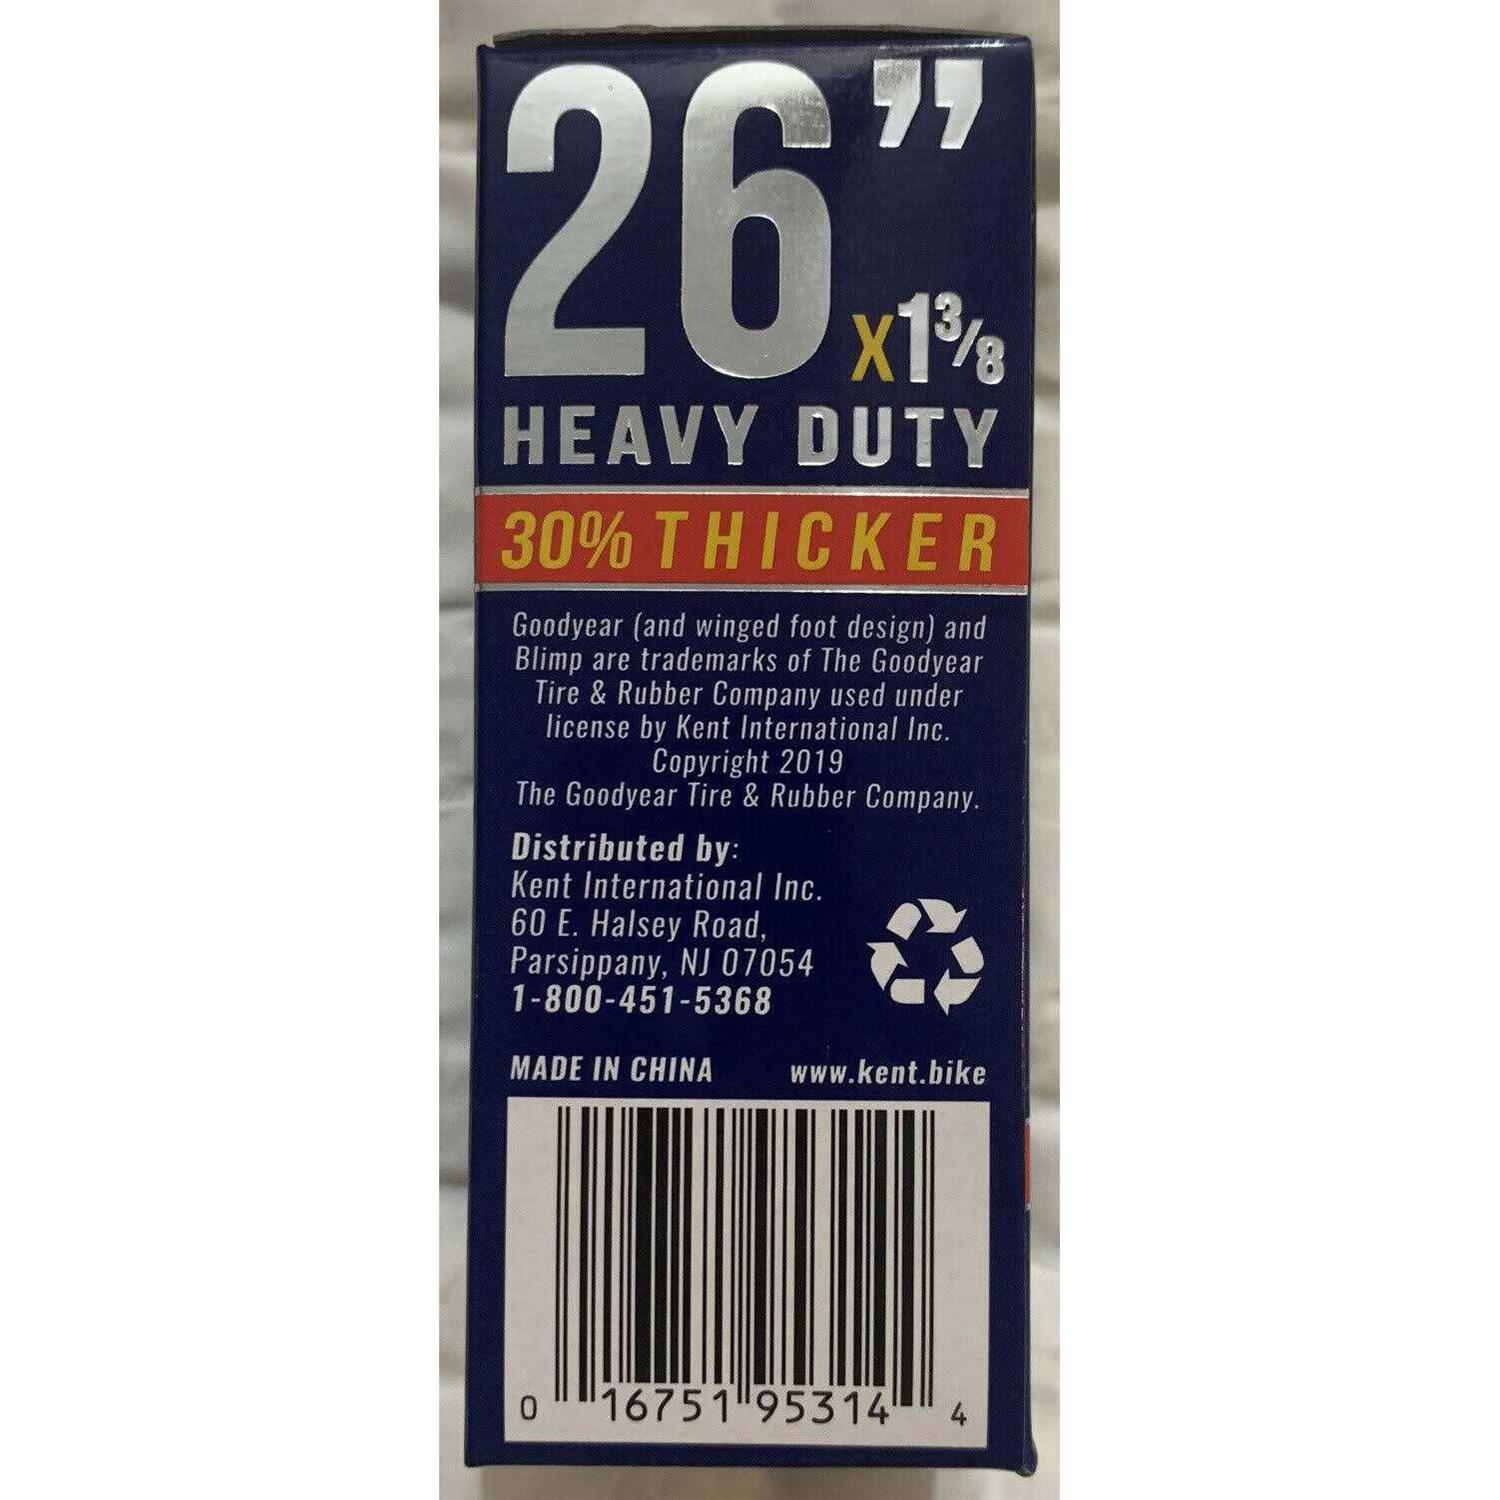 26”
x1 3/8
HEAVY DUTY
30% THICKER
Goodyear (and winged foot design) and
Blimp are trademarks of The Goodyear
Tire & Rubber Company used under
license by Kent International Inc.
Copyright 2019
The Goodyear Tire & Rubber Company.
Distributed by:
Kent International Inc.
60 E. Halsey Road,
Parsippany, NJ 07054
1-800-451-5368
MADE IN CHINA www.kent.bike
0 16751 95314 4